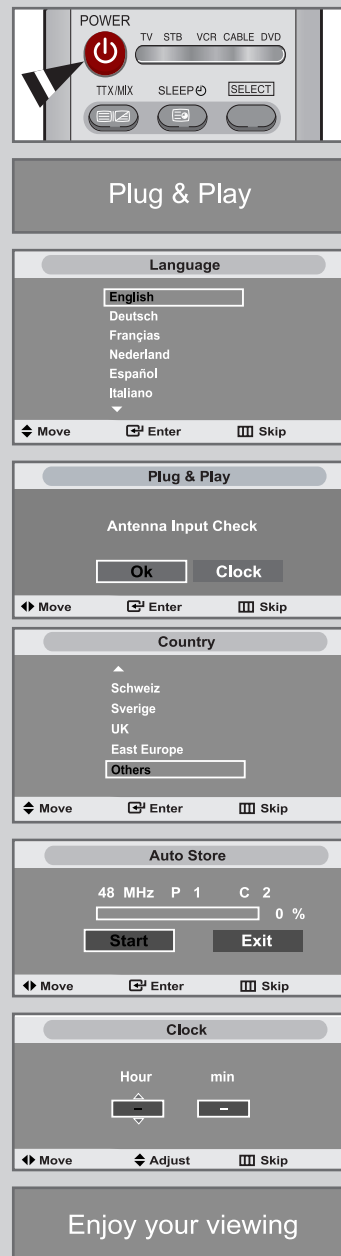 POWER
TV STB VCR CABLE DVD
TTX/MIX SLEEP SELECT
Plug & Play
Language
English
Deutsch
Françias
Nederland
Español
Italiano
Move Enter Skip
Plug & Play
Antenna Input Check
Ok Clock
Move Enter Skip
Country
Schweiz
Sverige
UK
East Europe
Others
Move Enter Skip
Auto Store
48 MHz P 1 C 2
0 %
Start Exit
Move Enter Skip
Clock
Hour min
– –
Move Adjust Skip
Enjoy your viewing